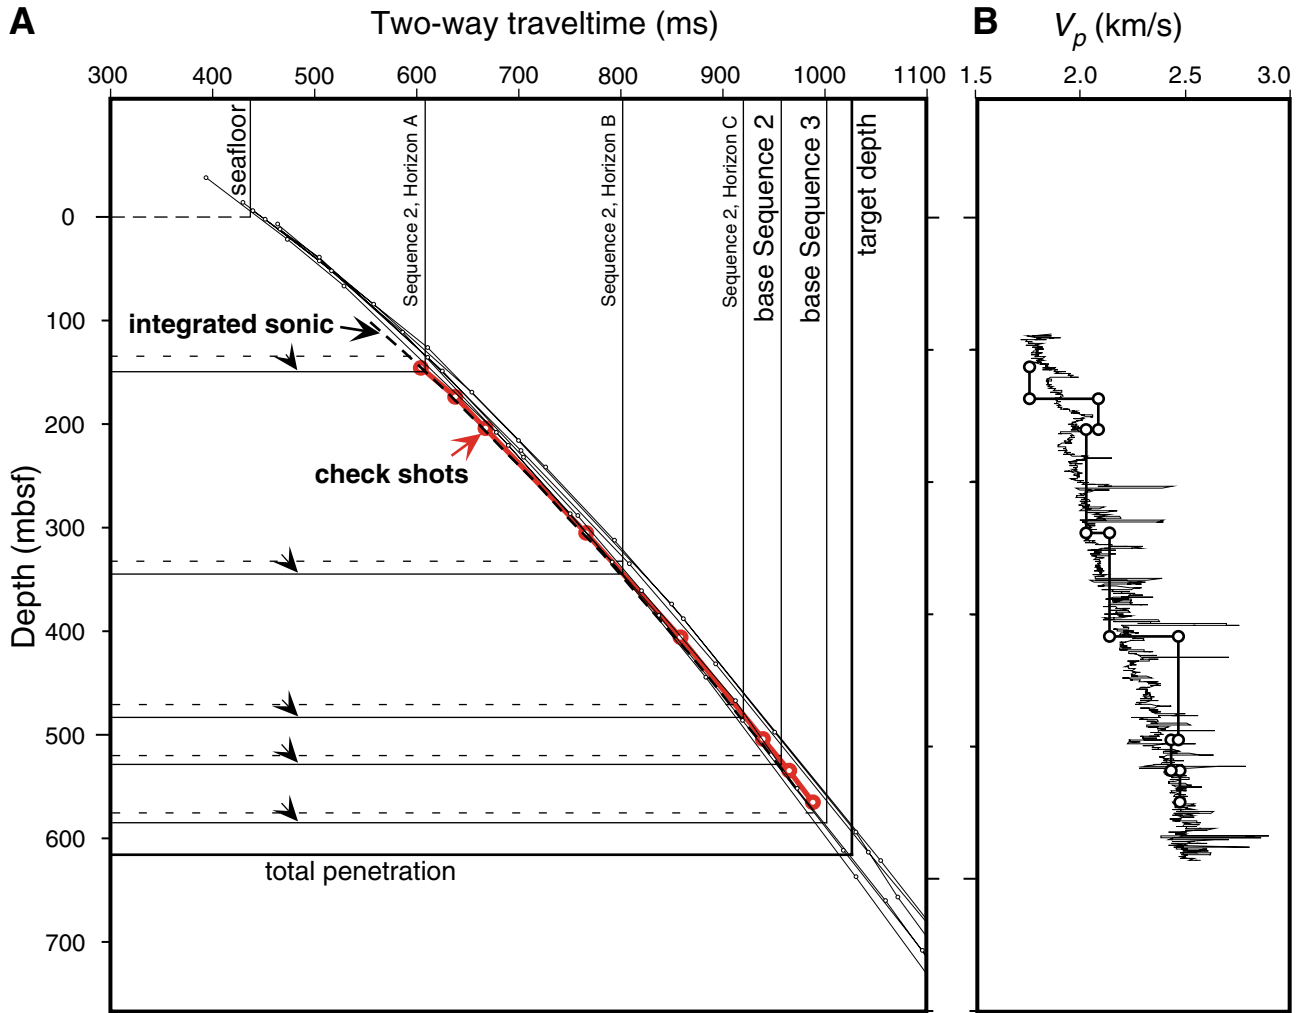 A
Two-way traveltime (ms)
B
Vp (km/s)
300 400 500 600 700 800 900 1000 1100
1.5 2.0 2.5 3.0
seafloor
Sequence 2, Horizon A
Sequence 2, Horizon B
Sequence 2, Horizon C
base Sequence 2
base Sequence 3
target depth
Depth (mbsf)
0
100
200
300
400
500
600
700
integrated sonic
check shots
total penetration